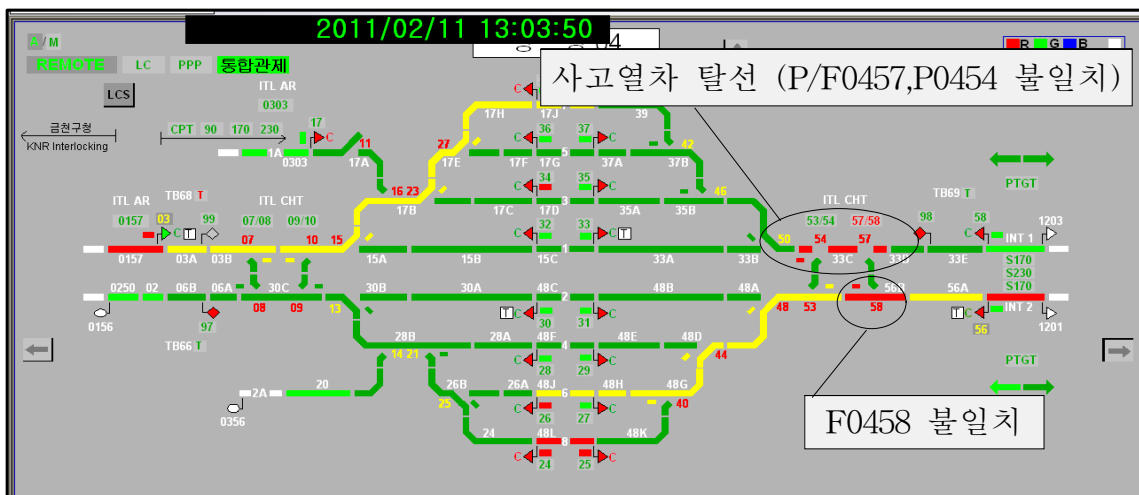 2011/02/11 13:03:50
A/M
REMOTE LC PPP 통합관제
R G B
사고열차 탈선 (P/F0457,P0454 불일치)
LCS
ITL AR
0303
금천구청
KNR Interlocking
CPT 90 170 230
17 C
11
1A 0303 17A
C 17H 17J 39
27 17E
36 37
C C
17F 17G 5 37A 37B 42
16 23
34 35
C C
17B 17C 17D 3 35A 35B 46
PTGT
ITL AR TB68 T ITL CHT
0157 03 99 07/08 09/10
C T
32 33
C C T
ITL CHT TB69 T
53/54 57/58 98 58 1203
C
07 10 15 50 54 57 INT 1
0157 03A 03B 15A 15B 15C 1 33A 33B 33C 33E
S170
S230
S170
0250 02 06B 06A 30C 30B 30A 48C 2 48B 48A 56B 56A
08 09 13 48 53 58 INT 2
0156 97 T C 30 31 C T C 56 1201
TB66 T
28B 28A 48F 4 48E 48D 44
14 21
C C
28 29
PTGT
20 26B 26A 48J 6 48H 48G
2A 25 40
0356 C 26 27 C
24 48L 8 48K
C 24 25 C
F0458 불일치